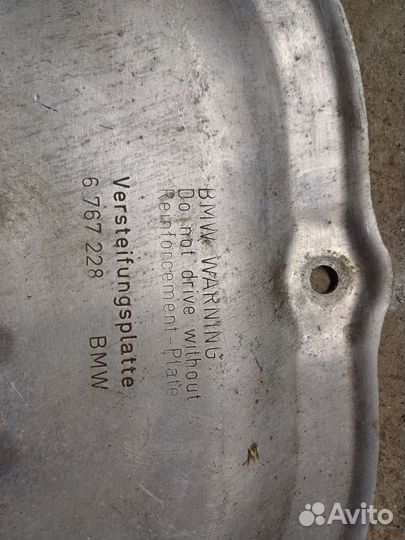 BMW WARNING
Do not drive without
Reinforcement-Plate
Versteifungsplatte
6 767 228 BMW
Avito